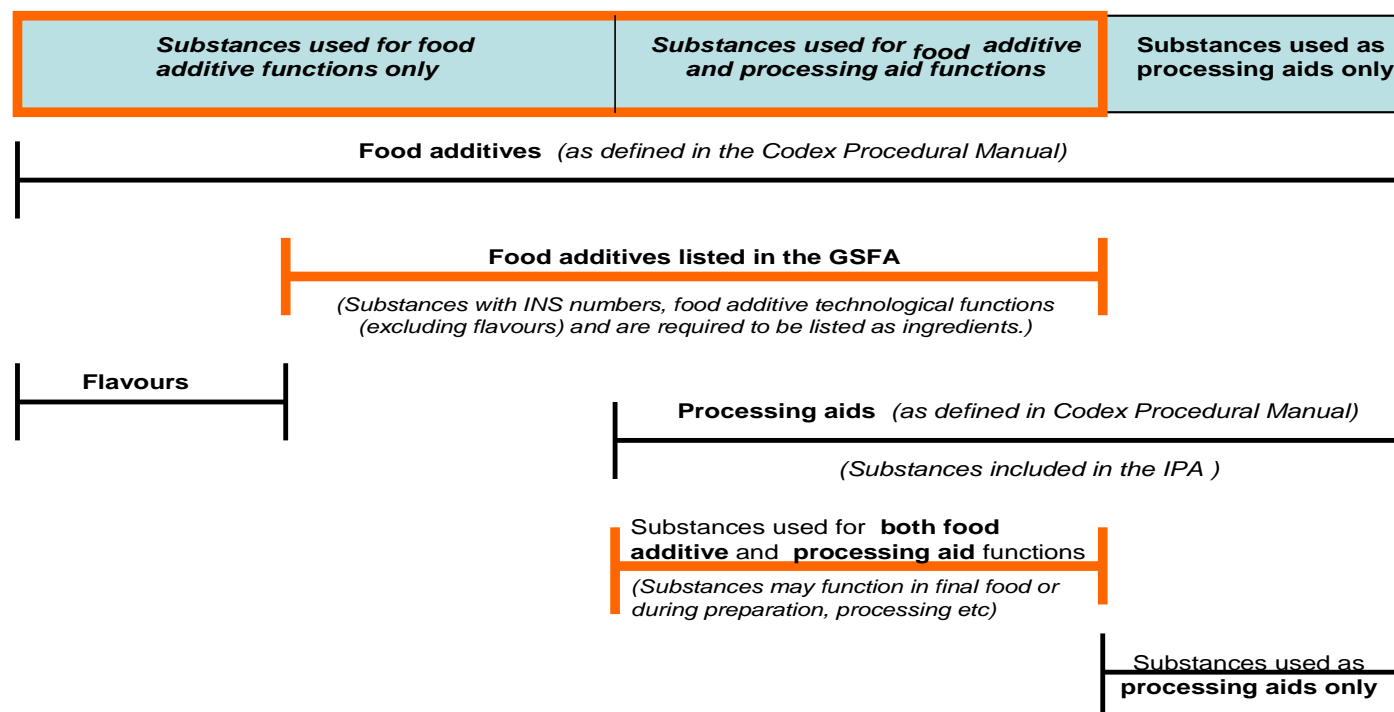 Substances used for food
additive functions only
Substances used for food additive
and processing aid functions
Substances used as
processing aids only
Food additives (as defined in the Codex Procedural Manual)
Food additives listed in the GSFA
(Substances with INS numbers, food additive technological functions
(excluding flavours) and are required to be listed as ingredients.)
Flavours
Processing aids (as defined in Codex Procedural Manual)
(Substances included in the IPA )
Substances used for both food
additive and processing aid functions
(Substances may function in final food or
during preparation, processing etc)
Substances used as
processing aids only